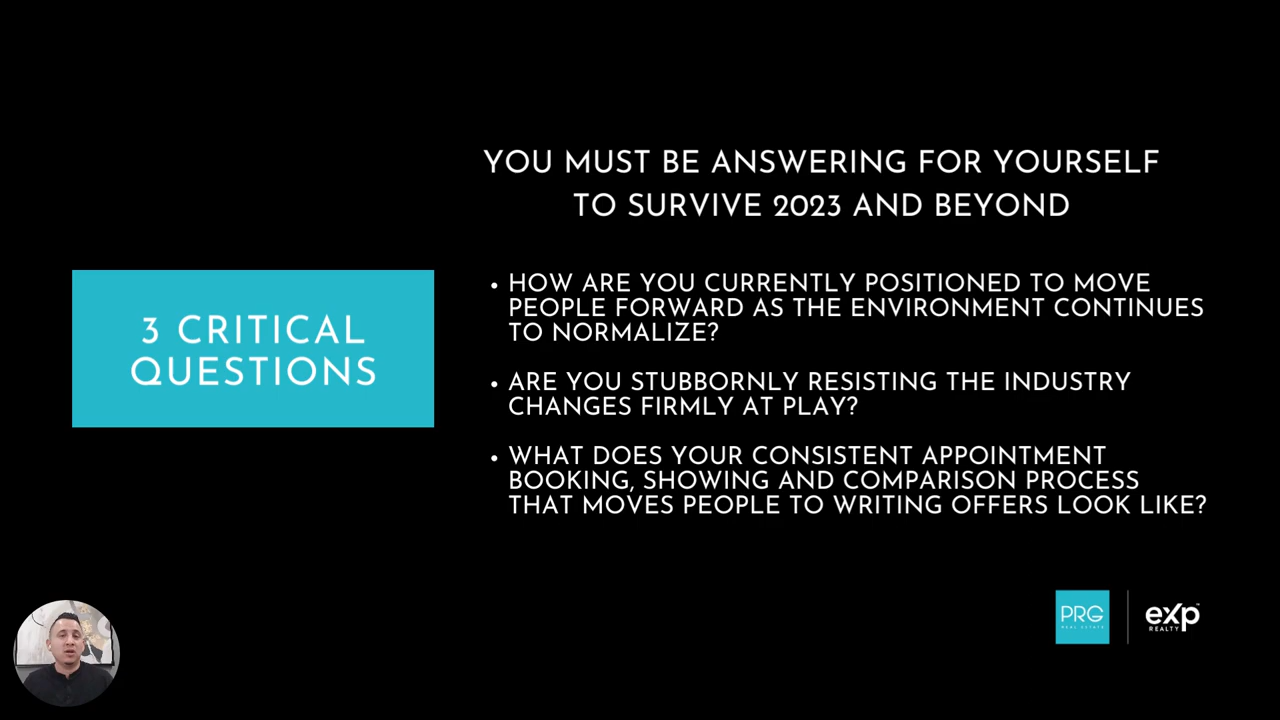 YOU MUST BE ANSWERING FOR YOURSELF
TO SURVIVE 2023 AND BEYOND
3 CRITICAL
QUESTIONS
• HOW ARE YOU CURRENTLY POSITIONED TO MOVE
PEOPLE FORWARD AS THE ENVIRONMENT CONTINUES
TO NORMALIZE?
• ARE YOU STUBBORNLY RESISTING THE INDUSTRY
CHANGES FIRMLY AT PLAY?
• WHAT DOES YOUR CONSISTENT APPOINTMENT
BOOKING, SHOWING AND COMPARISON PROCESS
THAT MOVES PEOPLE TO WRITING OFFERS LOOK LIKE?
PRG
REAL ESTATE
eXp
REALTY